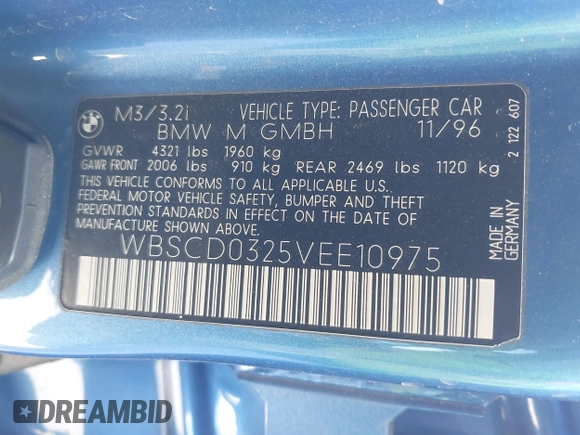 M3/3.2i VEHICLE TYPE: PASSENGER CAR
BMW M GMBH 11/96
GVWR 4321 lbs 1960 kg
GAWR FRONT 2006 lbs 910 kg REAR 2469 lbs 1120 kg
THIS VEHICLE CONFORMS TO ALL APPLICABLE U.S.
FEDERAL MOTOR VEHICLE SAFETY, BUMPER AND THEFT
PREVENTION STANDARDS IN EFFECT ON THE DATE OF
MANUFACTURE SHOWN ABOVE.
WBSCD0325VEE10975
MADE IN
GERMANY
2 122 607
DREAMBID